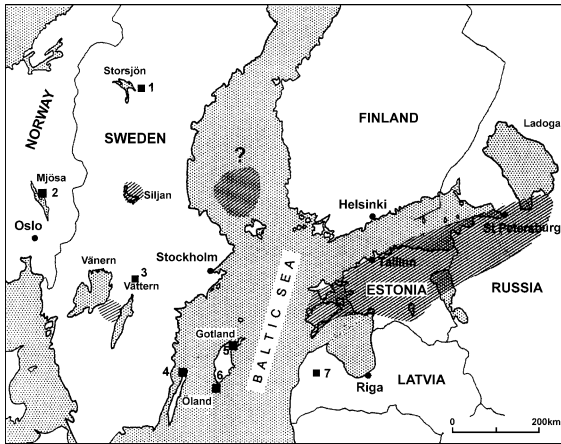 Storsjön
1
NORWAY
SWEDEN
FINLAND
Ladoga
?
Mjösa
2
Siljan
Oslo
Helsinki
St Petersburg
Vänern
3
Stockholm
Tallinn
Vättern
BALTIC SEA
ESTONIA
RUSSIA
Gotland
5
4
6
7
Öland
Riga
LATVIA
0 200km